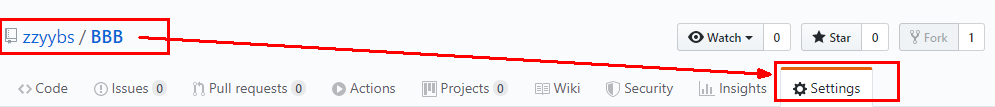 zzyybs / BBB
Watch 0 Star 0 Fork 1
Code Issues 0 Pull requests 0 Actions Projects 0 Wiki Security Insights Settings